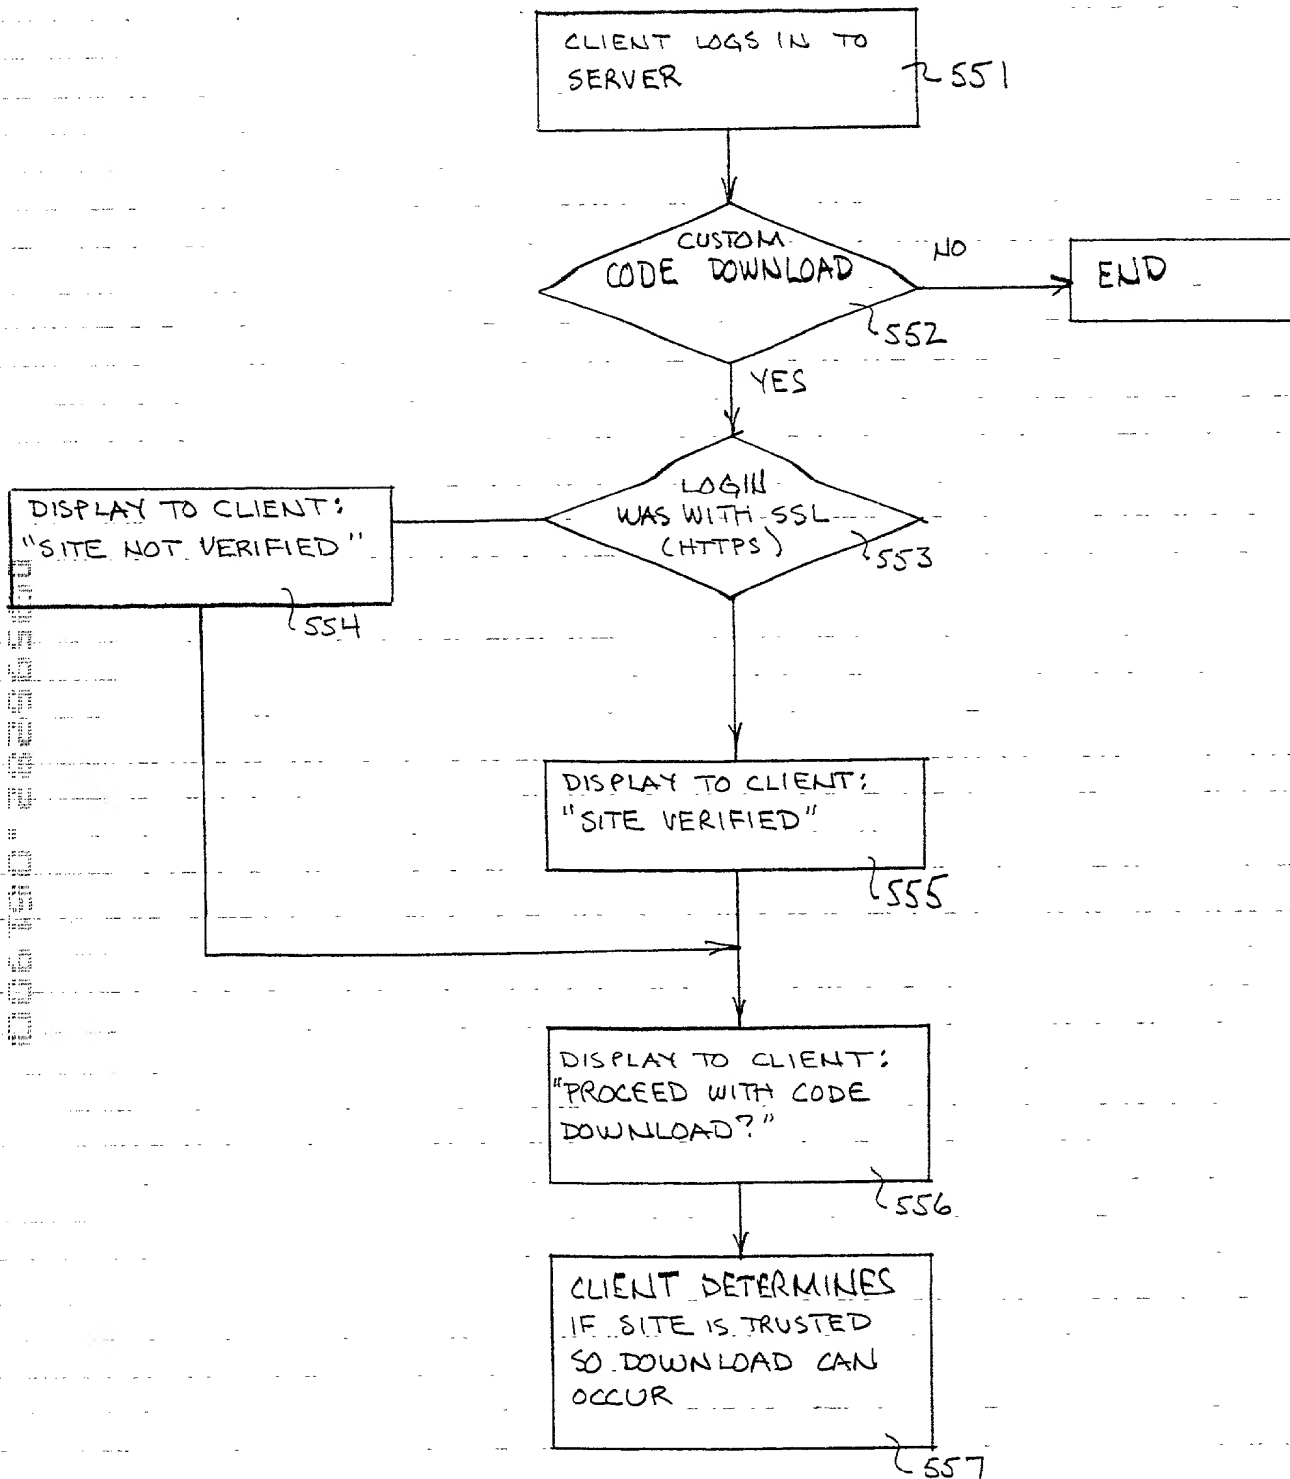 CLIENT LOGS IN TO
SERVER
551
CUSTOM
CODE DOWNLOAD
552
NO
END
YES
LOGIN
WAS WITH SSL
(HTTPS)
553
DISPLAY TO CLIENT:
"SITE NOT VERIFIED"
554
DISPLAY TO CLIENT:
"SITE VERIFIED"
555
DISPLAY TO CLIENT:
"PROCEED WITH CODE
DOWNLOAD?"
556
CLIENT DETERMINES
IF SITE IS TRUSTED
SO DOWNLOAD CAN
OCCUR
557